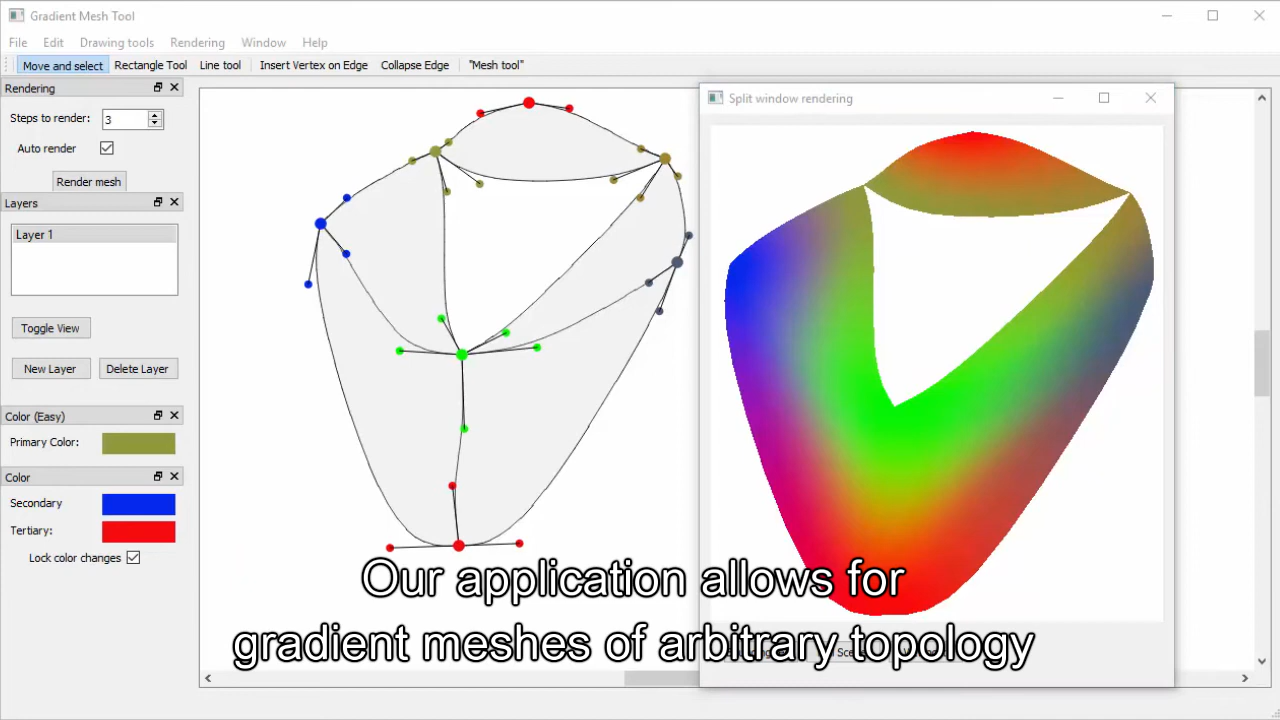 Gradient Mesh Tool
File Edit Drawing tools Rendering Window Help
Move and select Rectangle Tool Line tool Insert Vertex on Edge Collapse Edge "Mesh tool"
Rendering
Steps to render: 3
Auto render
Render mesh
Layers
Layer 1
Toggle View
New Layer Delete Layer
Color (Easy)
Primary Color:
Color
Secondary
Tertiary:
Lock color changes
Split window rendering
Our application allows for
gradient meshes of arbitrary topology